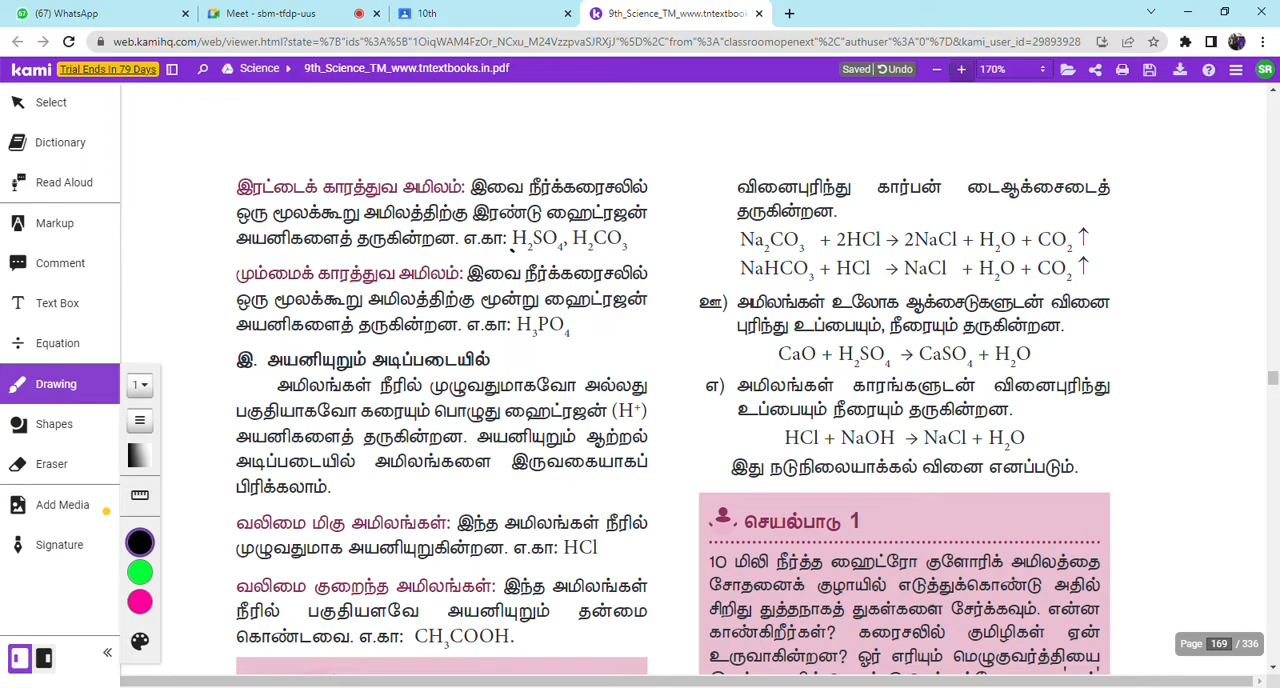 (67) WhatsApp
Meet - sbm-tfdp-uus
10th
9th_Science_TM_www.tntextbook
web.kamihq.com/web/viewer.html?state=%7B"ids"%3A%5B"1OiqWAM4FzOr_NCxu_M24VzzpvaSJRXjJ"%5D%2C"from"%3A"classroomopenext"%2C"authuser"%3A"0"%7D&kami_user_id=29893928
kami
Trial Ends In 79 Days
Science
9th_Science_TM_www.tntextbooks.in.pdf
Saved
Undo
170%
SR
Select
Dictionary
Read Aloud
Markup
Comment
Text Box
Equation
Drawing
Shapes
Eraser
Add Media
Signature
1
இரட்டைக் காரத்துவ அமிலம்: இவை நீர்க்கரைசலில்
ஒரு மூலக்கூறு அமிலத்திற்கு இரண்டு ஹைட்ரஜன்
அயனிகளைத் தருகின்றன. எ.கா: H₂SO₄, H₂CO₃
மும்மைக் காரத்துவ அமிலம்: இவை நீர்க்கரைசலில்
ஒரு மூலக்கூறு அமிலத்திற்கு மூன்று ஹைட்ரஜன்
அயனிகளைத் தருகின்றன. எ.கா: H₃PO₄
இ. அயனியுறும் அடிப்படையில்
அமிலங்கள் நீரில் முழுவதுமாகவோ அல்லது
பகுதியாகவோ கரையும் பொழுது ஹைட்ரஜன் (H⁺)
அயனிகளைத் தருகின்றன. அயனியுறும் ஆற்றல்
அடிப்படையில் அமிலங்களை இருவகையாகப்
பிரிக்கலாம்.
வலிமை மிகு அமிலங்கள்: இந்த அமிலங்கள் நீரில்
முழுவதுமாக அயனியுறுகின்றன. எ.கா: HCl
வலிமை குறைந்த அமிலங்கள்: இந்த அமிலங்கள்
நீரில் பகுதியளவே அயனியுறும் தன்மை
கொண்டவை. எ.கா: CH₃COOH.
வினைபுரிந்து கார்பன் டைஆக்சைடைத்
தருகின்றன.
Na₂CO₃ + 2HCl → 2NaCl + H₂O + CO₂ ↑
NaHCO₃ + HCl → NaCl + H₂O + CO₂ ↑
ஊ) அமிலங்கள் உலோக ஆக்சைடுகளுடன் வினை
புரிந்து உப்பையும், நீரையும் தருகின்றன.
CaO + H₂SO₄ → CaSO₄ + H₂O
எ) அமிலங்கள் காரங்களுடன் வினைபுரிந்து
உப்பையும் நீரையும் தருகின்றன.
HCl + NaOH → NaCl + H₂O
இது நடுநிலையாக்கல் வினை எனப்படும்.
செயல்பாடு 1
10 மிலி நீர்த்த ஹைட்ரோ குளோரிக் அமிலத்தை
சோதனைக் குழாயில் எடுத்துக்கொண்டு அதில்
சிறிது துத்தநாகத் துகள்களை சேர்க்கவும். என்ன
காண்கிறீர்கள்? கரைசலில் குமிழிகள் ஏன்
உருவாகின்றன? ஓர் எரியும் மெழுகுவர்த்தியை
Page 169 / 336